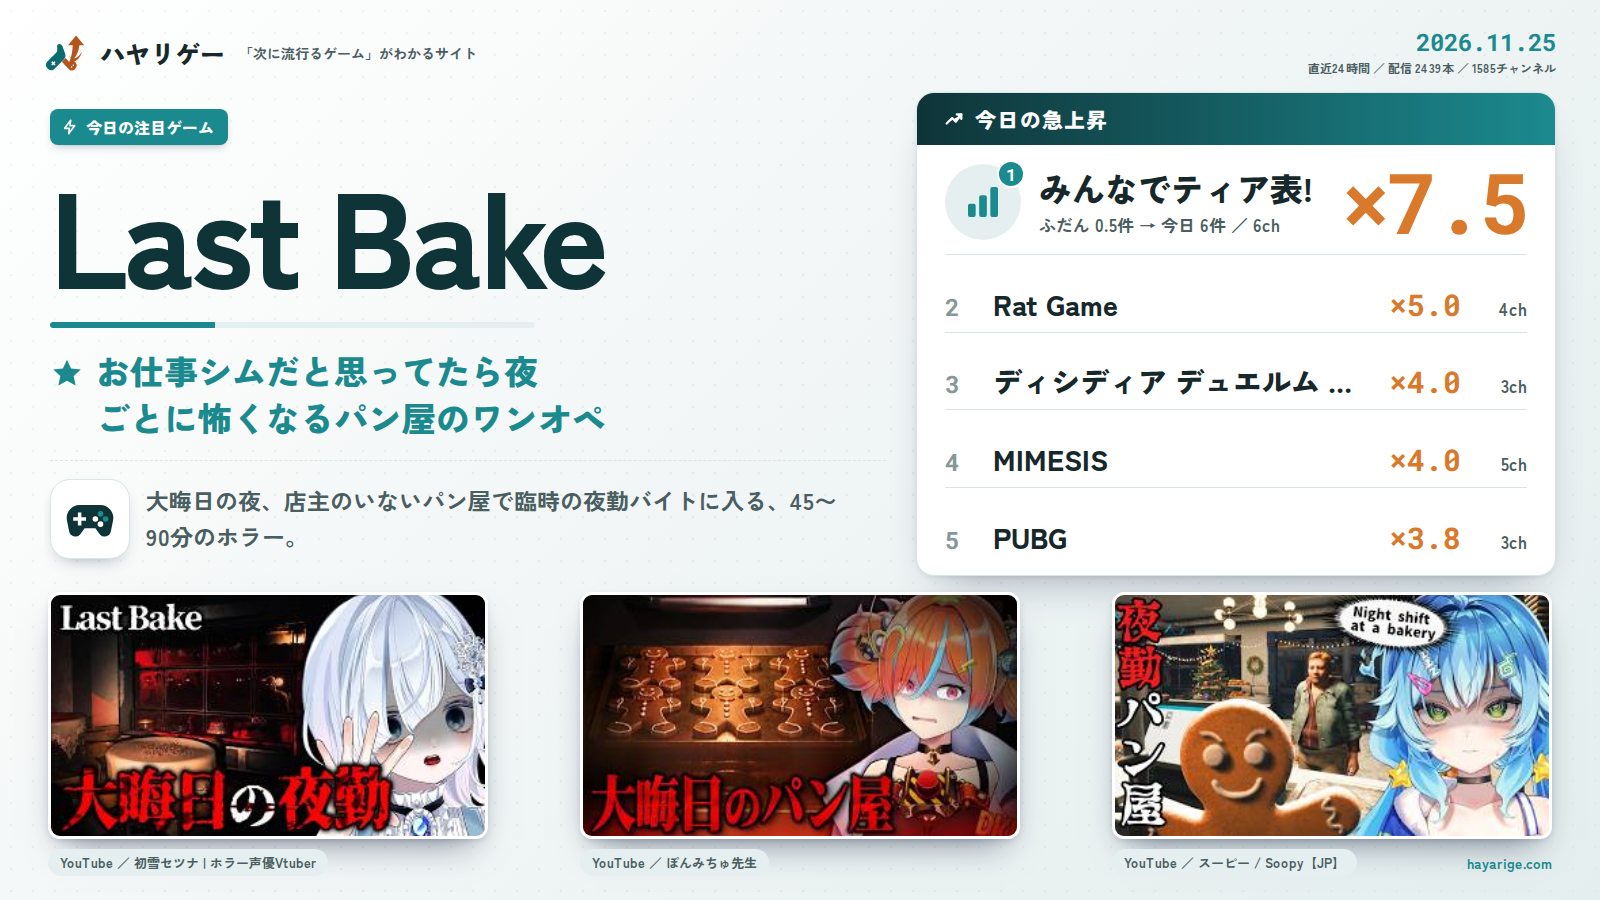 ハヤリゲー
「次に流行るゲーム」がわかるサイト
2026.11.25
直近24時間 ／ 配信 2439本 ／ 1585チャンネル
今日の注目ゲーム
Last Bake
お仕事シムだと思ってたら夜
ごとに怖くなるパン屋のワンオペ
大晦日の夜、店主のいないパン屋で臨時の夜勤バイトに入る、45〜
90分のホラー。
今日の急上昇
1
みんなでティア表!
ふだん 0.5件 → 今日 6件 ／ 6ch
×7.5
2 Rat Game ×5.0 4ch
3 ディシディア デュエルム ... ×4.0 3ch
4 MIMESIS ×4.0 5ch
5 PUBG ×3.8 3ch
Last Bake
大晦日の夜勤
大晦日のパン屋
夜勤パン屋
Night shift
at a bakery
YouTube ／ 初雪セツナ | ホラー声優Vtuber
YouTube ／ ぽんみちゅ先生
YouTube ／ スーピー / Soopy【JP】
hayarige.com